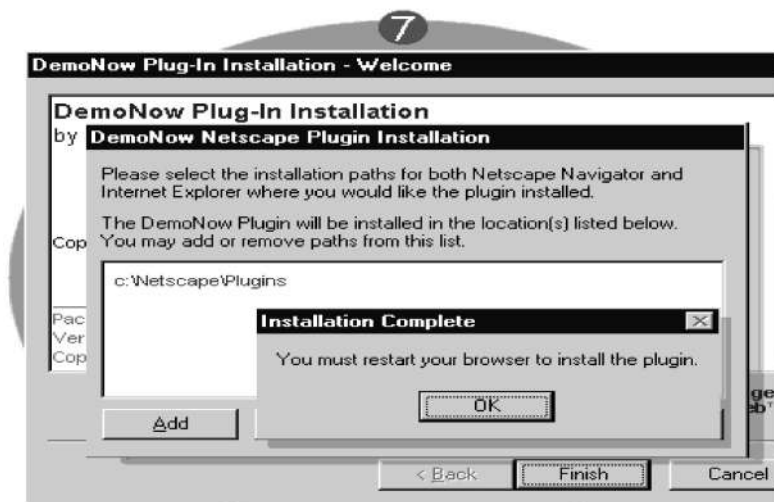 7
DemoNow Plug-In Installation - Welcome
DemoNow Plug-In Installation
by
DemoNow Netscape Plugin Installation
Please select the installation paths for both Netscape Navigator and
Internet Explorer where you would like the plugin installed.
The DemoNow Plugin will be installed in the location(s) listed below.
You may add or remove paths from this list.
Cop
c:\Netscape\Plugins
Pac
Ver
Cop
Installation Complete
You must restart your browser to install the plugin.
OK
ge
eb™
Add
< Back
Finish
Cancel